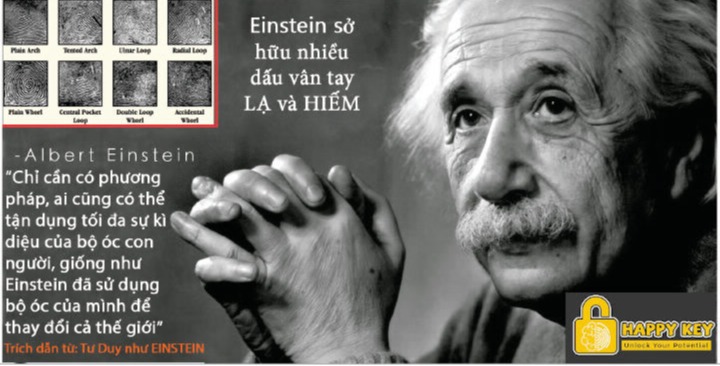 Plain Arch Tented Arch Ulnar Loop Radial Loop
Plain Whorl Central Pocket Loop Double Loop Whorl Accidental Whorl
Einstein sở
hữu nhiều
dấu vân tay
LẠ và HIẾM
-Albert Einstein
“Chỉ cần có phương
pháp, ai cũng có thể
tận dụng tối đa sự kì
diệu của bộ óc con
người, giống như
Einstein đã sử dụng
bộ óc của mình để
thay đổi cả thế giới”
Trích dẫn từ: Tư Duy như EINSTEIN
HAPPY KEY
Unlock Your Potential